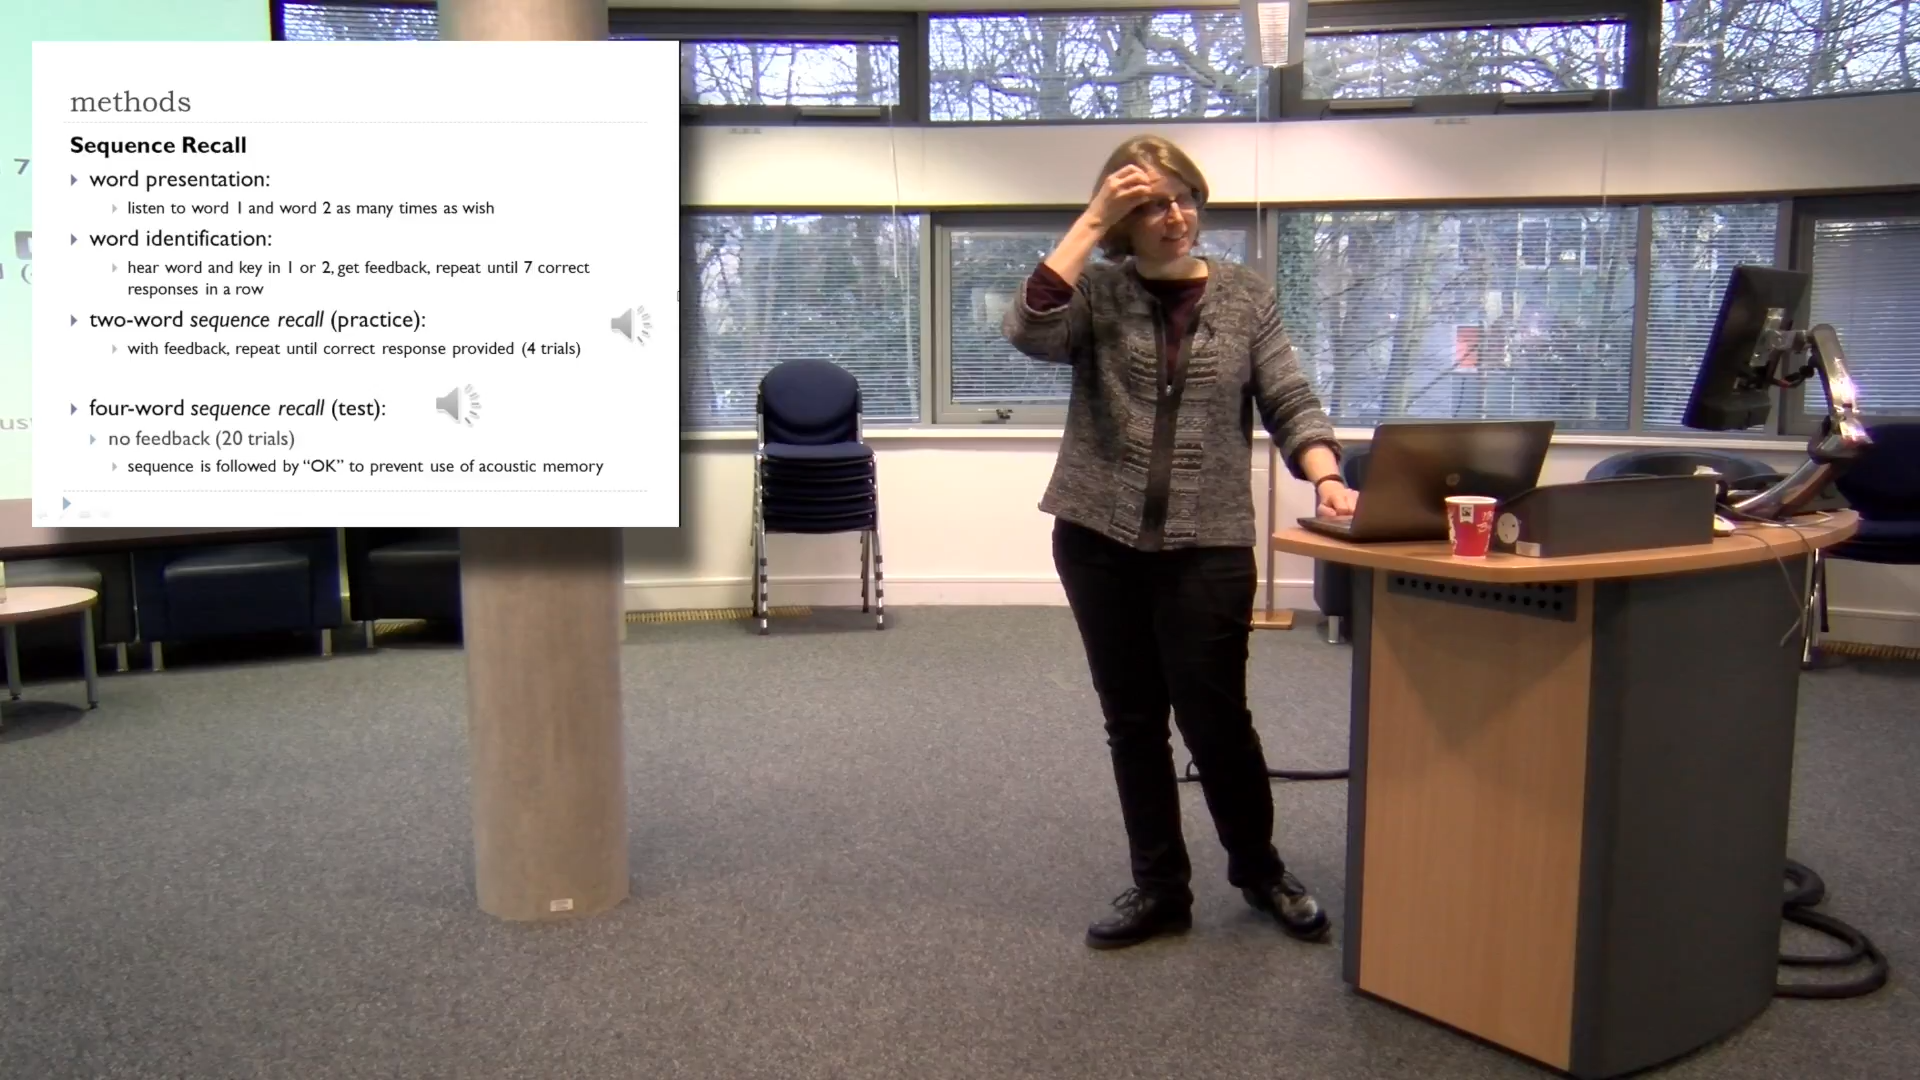 methods
Sequence Recall
word presentation:
listen to word 1 and word 2 as many times as wish
word identification:
hear word and key in 1 or 2, get feedback, repeat until 7 correct
responses in a row
two-word sequence recall (practice):
with feedback, repeat until correct response provided (4 trials)
four-word sequence recall (test):
no feedback (20 trials)
sequence is followed by “OK” to prevent use of acoustic memory
7